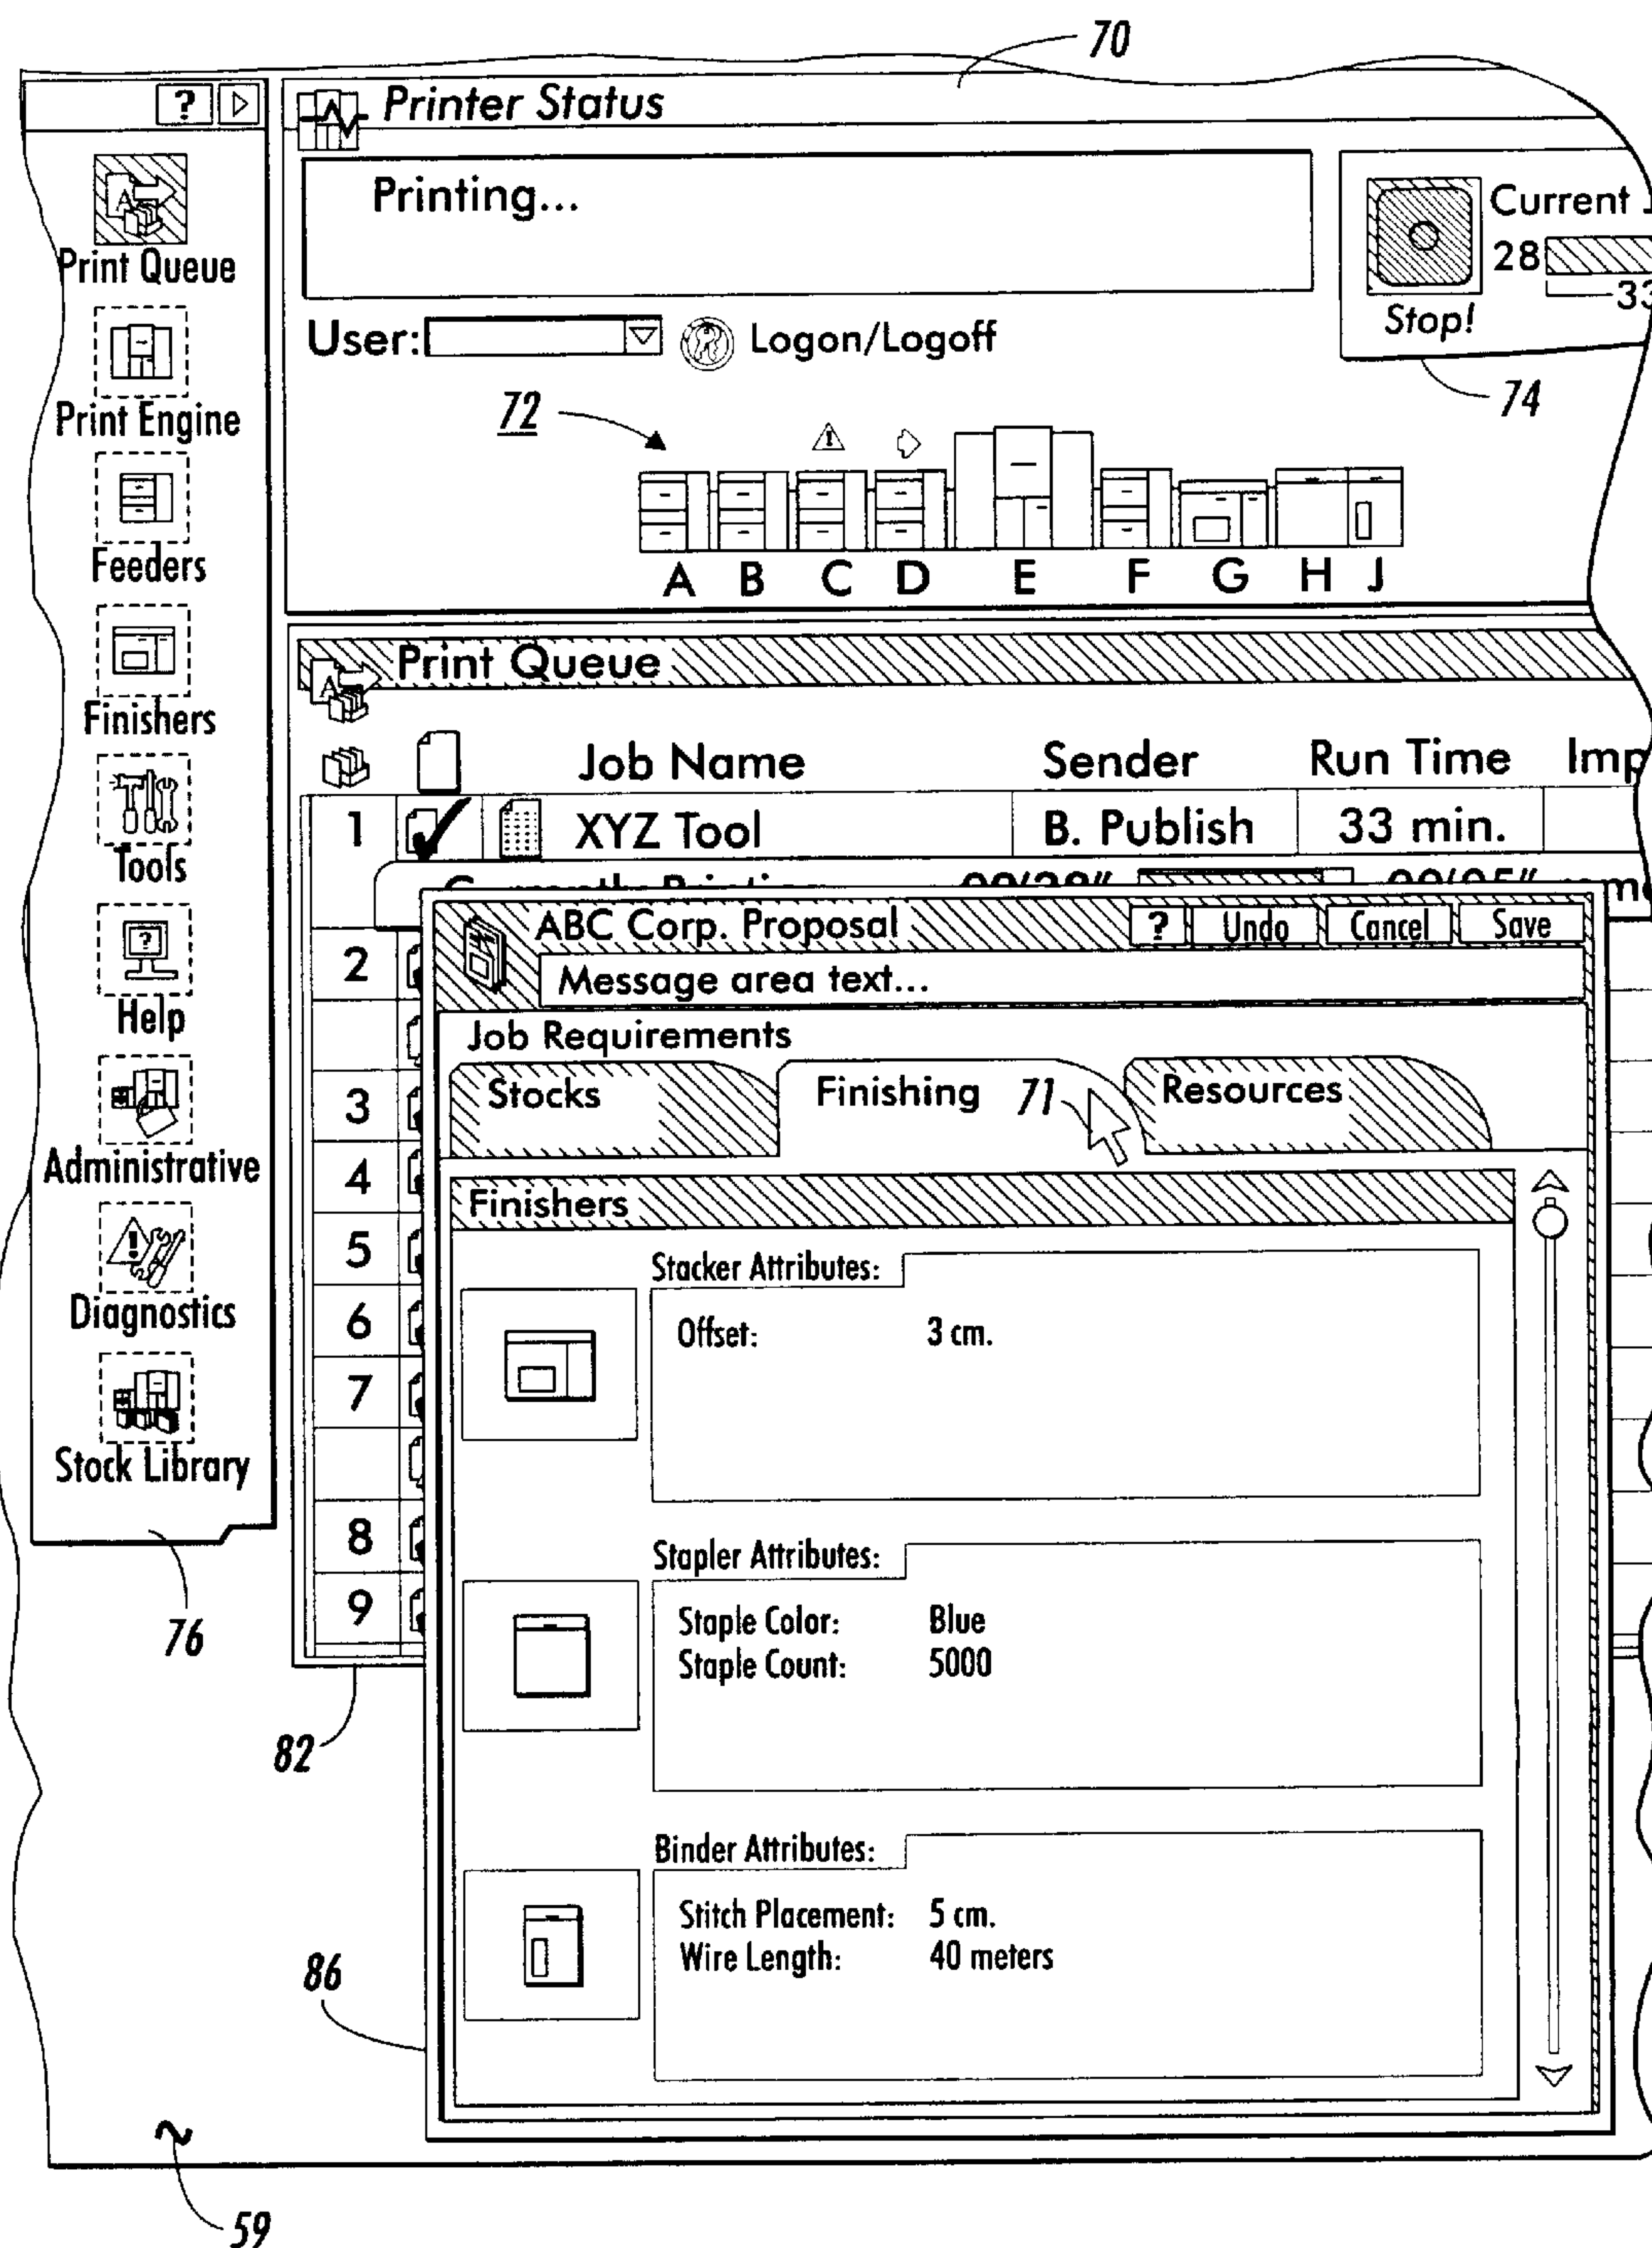 70
?
Printer Status
Printing...
Current
28
33
Stop!
74
User:
Logon/Logoff
72
A B C D E F G H J
Print Queue
Print Engine
Feeders
Finishers
Tools
?
Help
Administrative
Diagnostics
Stock Library
76
Print Queue
Job Name Sender Run Time
1 XYZ Tool B. Publish 33 min.
2
3
4
5
6
7
8
9
82
ABC Corp. Proposal ? Undo Cancel Save
Message area text...
Job Requirements
Stocks Finishing 71 Resources
Finishers
Stacker Attributes:
Offset: 3 cm.
Stapler Attributes:
Staple Color: Blue
Staple Count: 5000
Binder Attributes:
Stitch Placement: 5 cm.
Wire Length: 40 meters
86
59